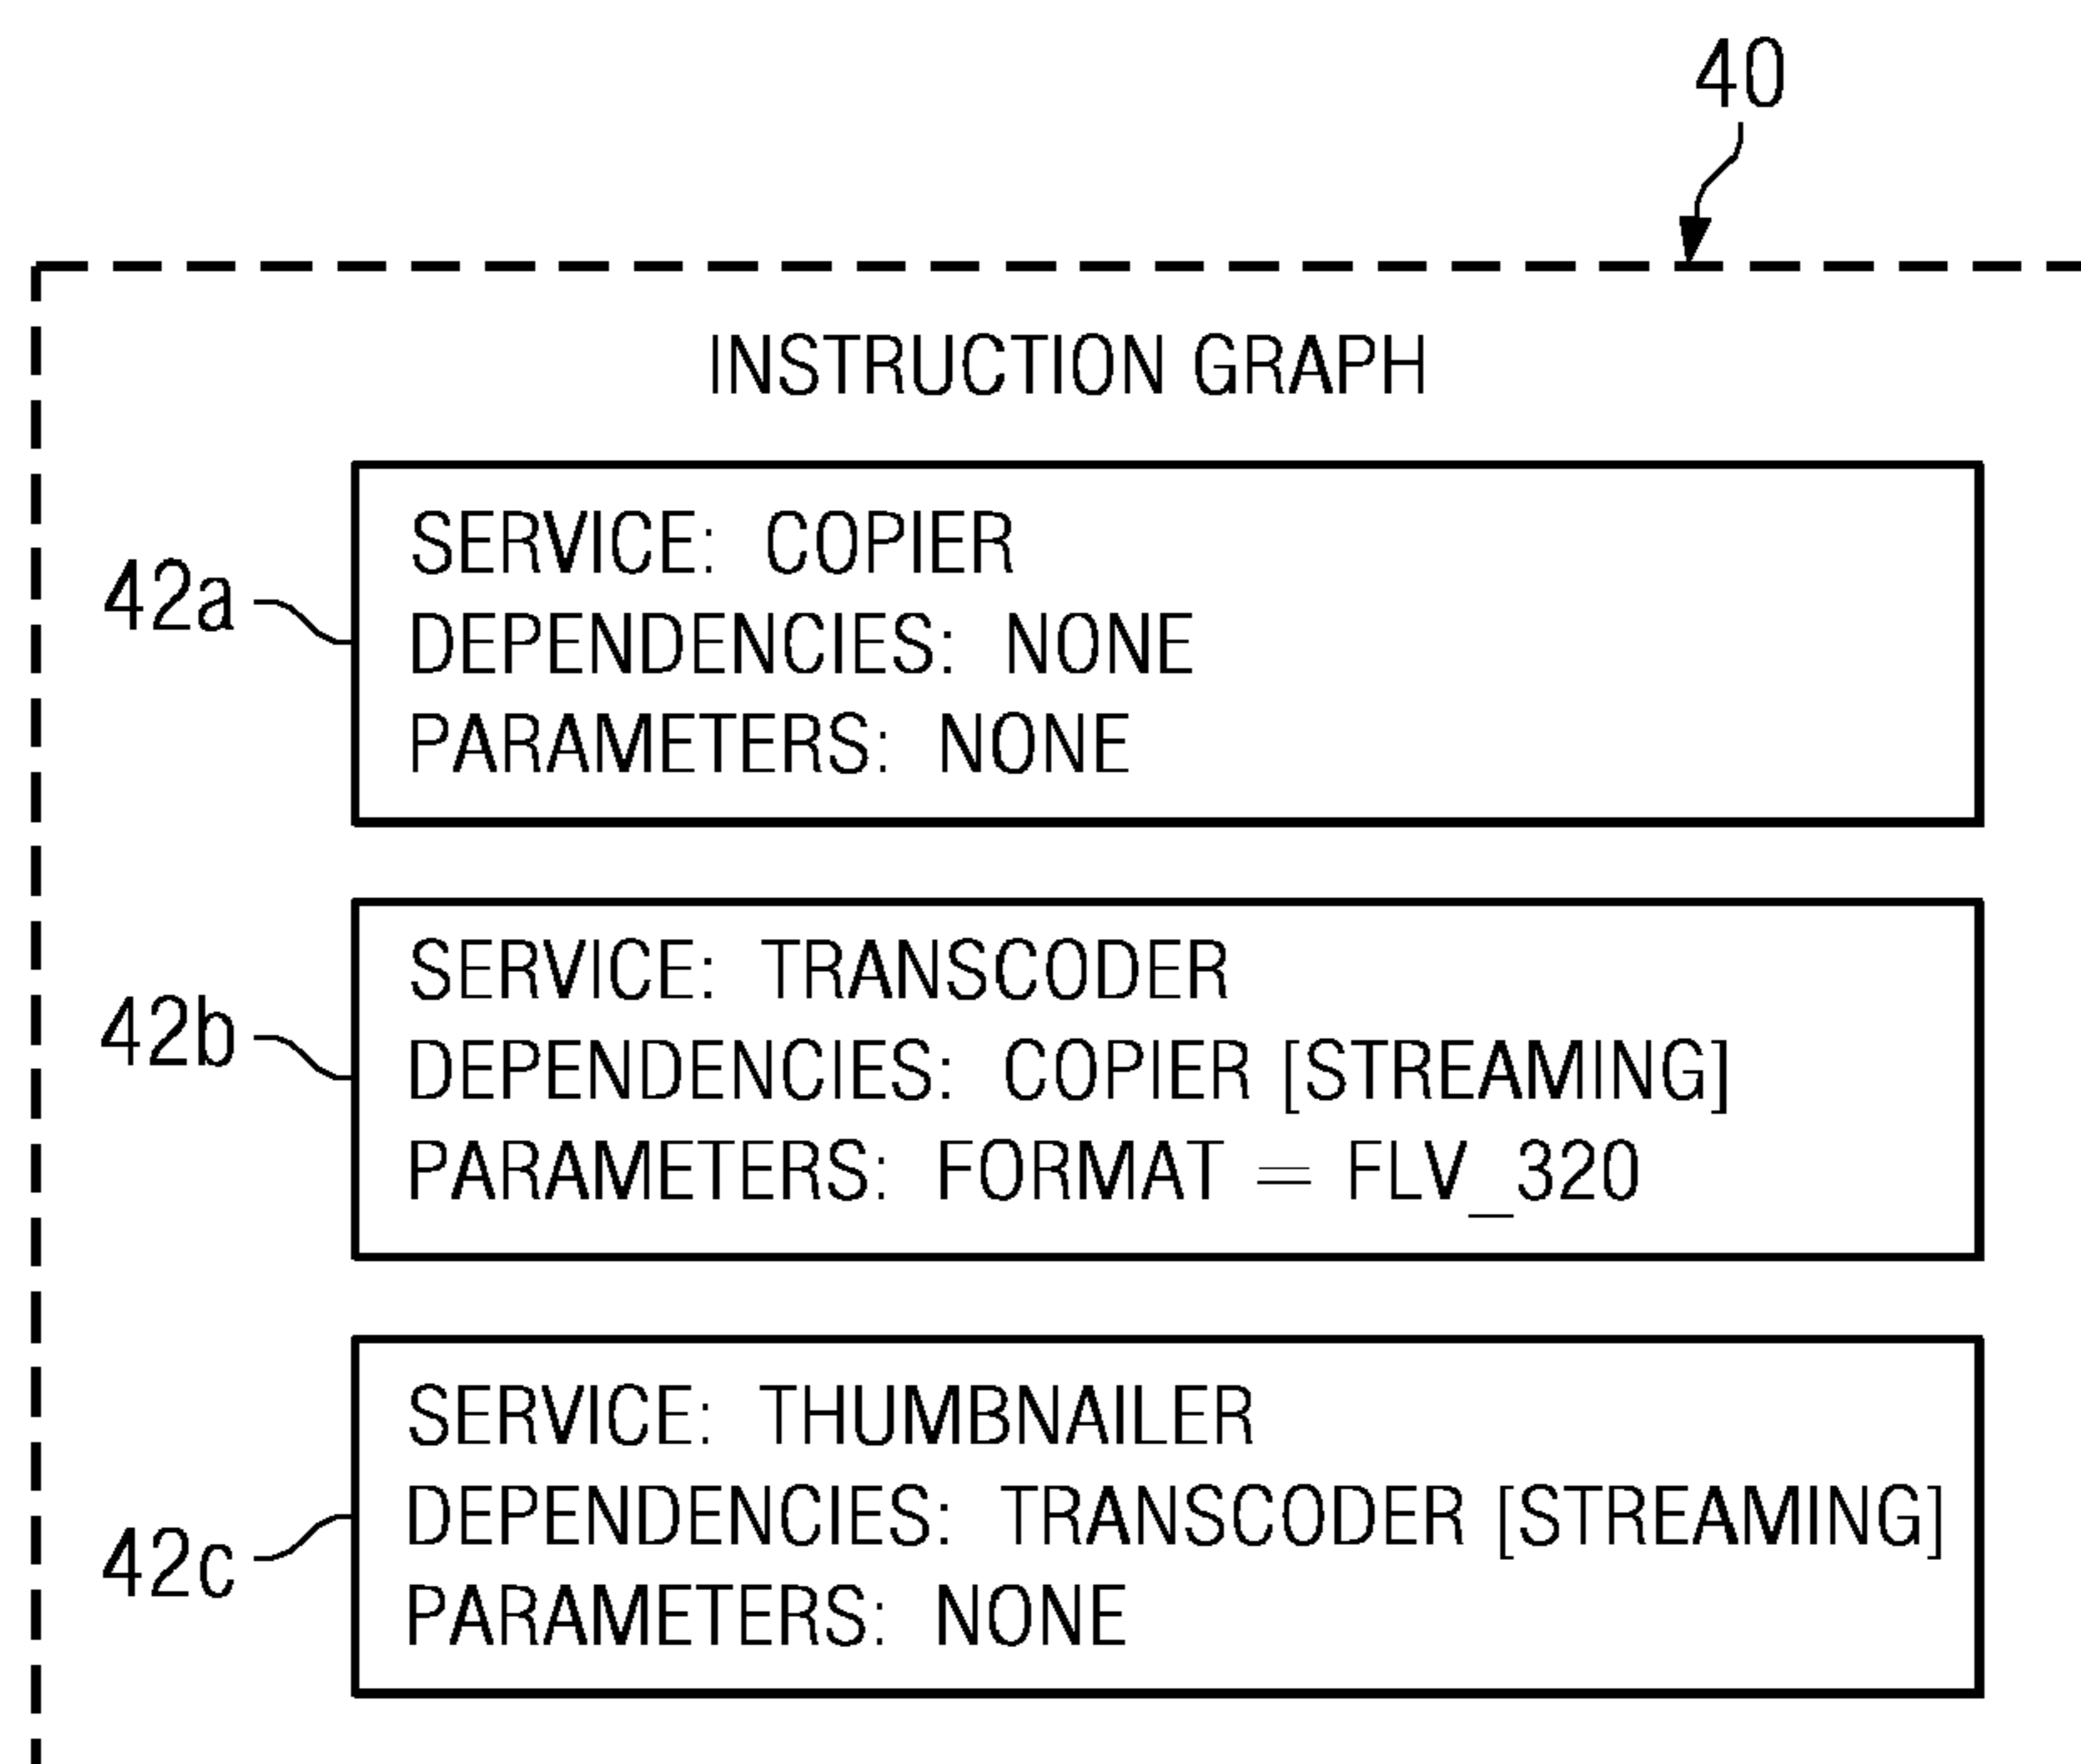 40
INSTRUCTION GRAPH
42a
SERVICE: COPIER
DEPENDENCIES: NONE
PARAMETERS: NONE
42b
SERVICE: TRANSCODER
DEPENDENCIES: COPIER [STREAMING]
PARAMETERS: FORMAT = FLV_320
42c
SERVICE: THUMBNAILER
DEPENDENCIES: TRANSCODER [STREAMING]
PARAMETERS: NONE